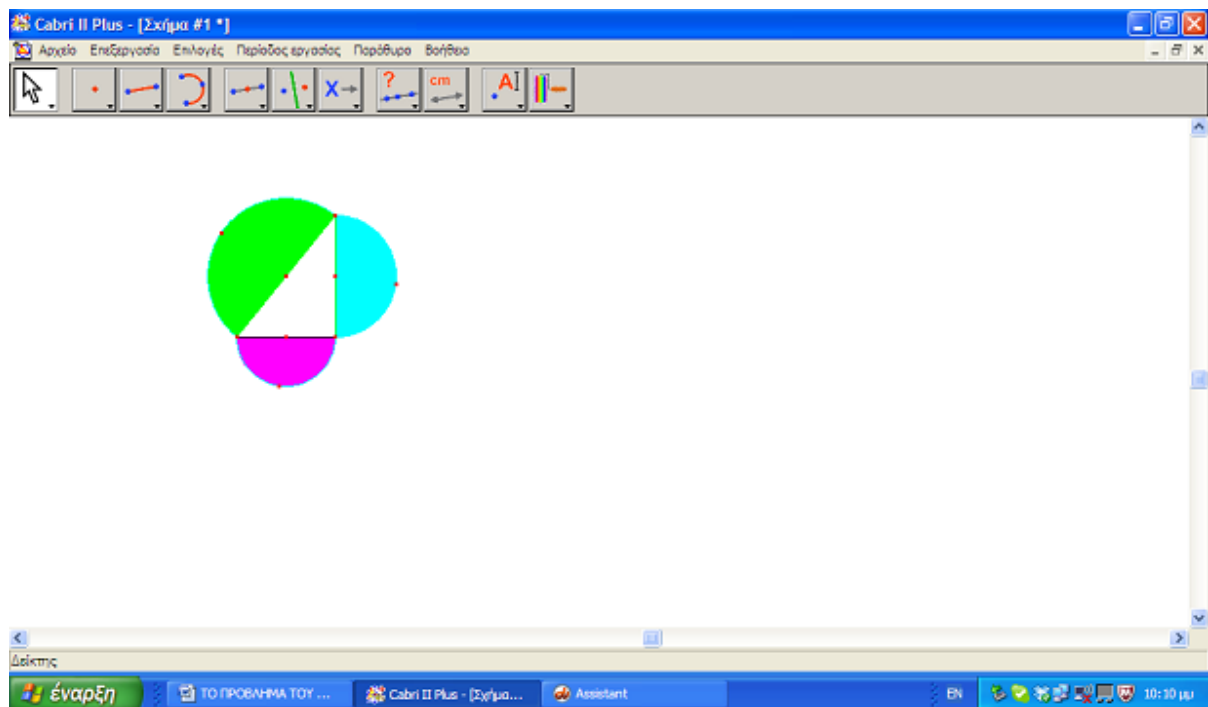 Cabri II Plus - [Σχήμα #1 *]
Αρχείο Επεξεργασία Επιλογές Περίοδος εργασίας Παράθυρο Βοήθεια
? cm A
X
Δείκτης
έναρξη ΤΟ ΠΡΟΒΛΗΜΑ ΤΟΥ ... Cabri II Plus - [Σχήμα... Assistant EN 10:10 μμ